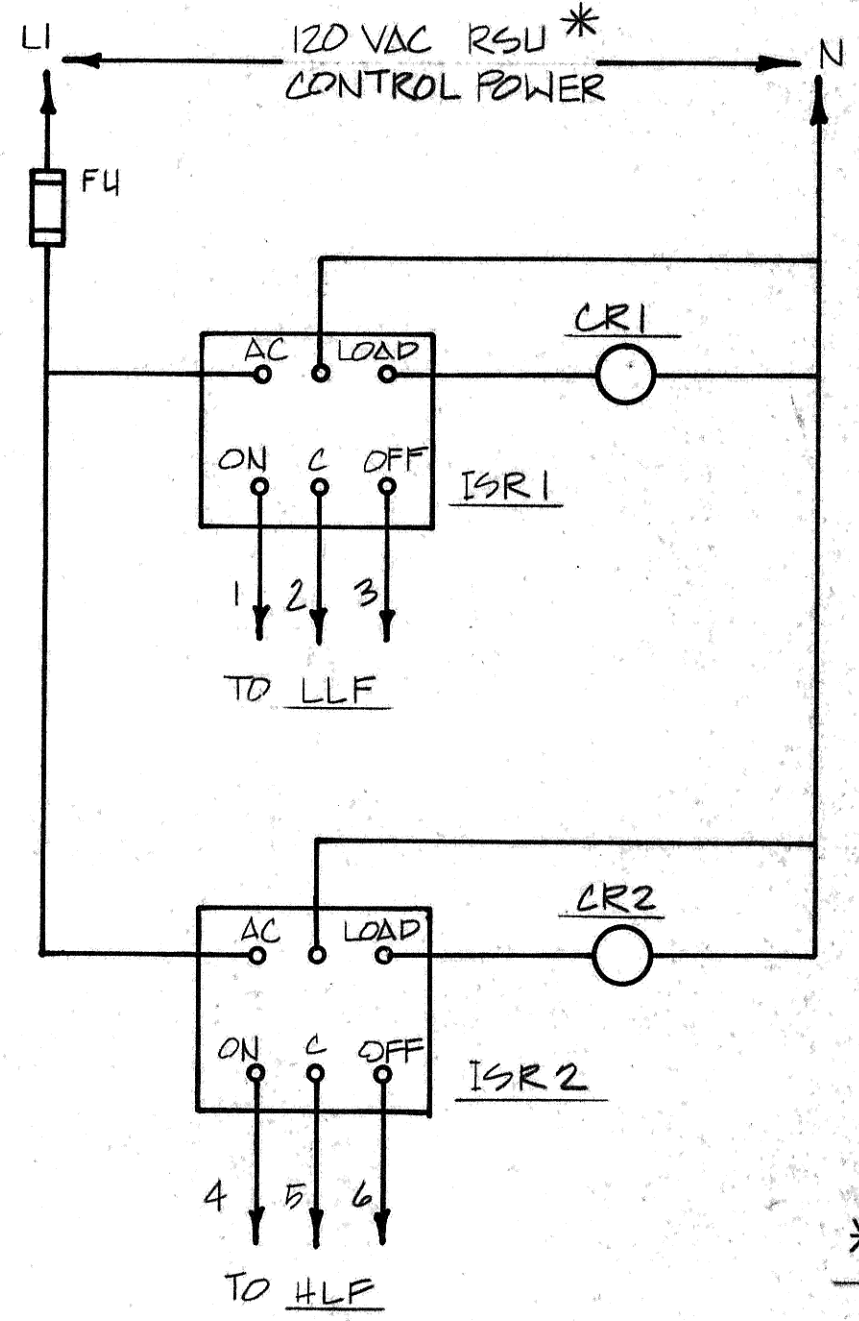 L1 120 VAC RSU * N
CONTROL POWER
FU
CR1
AC LOAD
ON C OFF
ISR1
1 2 3
TO LLF
CR2
AC LOAD
ON C OFF
ISR2
4 5 6
TO HLF
*